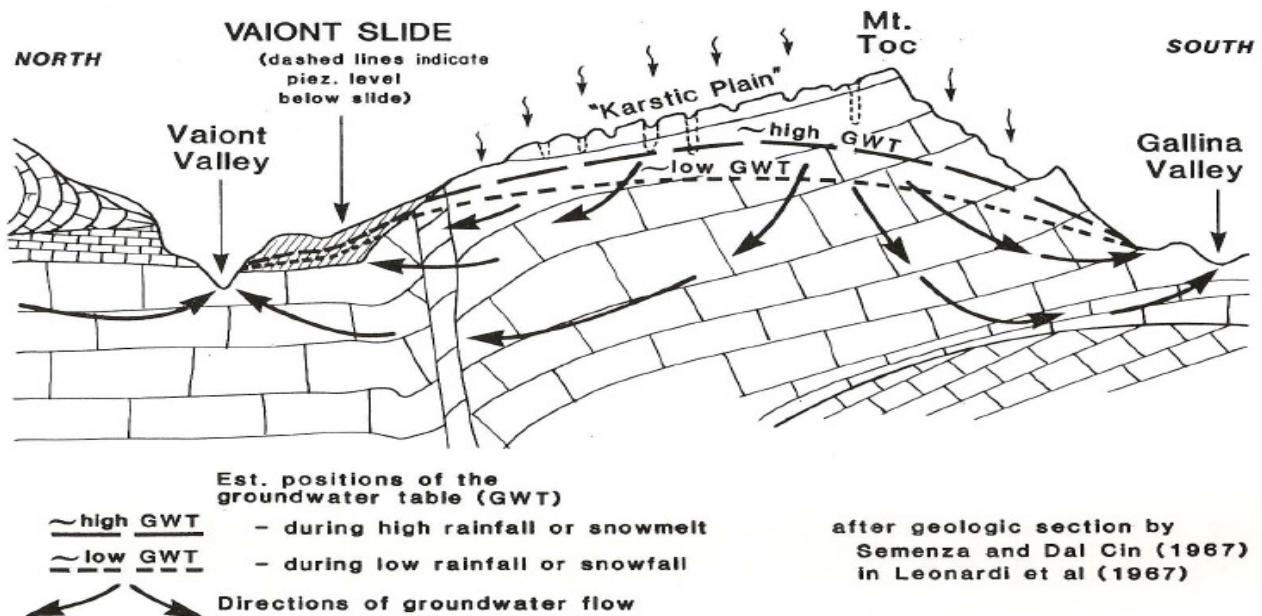 NORTH
VAIONT SLIDE
(dashed lines indicate
piez. level
below slide)
Mt.
Toc
SOUTH
"Karstic Plain"
Vaiont
Valley
~high GWT
~low GWT
Gallina
Valley
Est. positions of the
groundwater table (GWT)
~high GWT - during high rainfall or snowmelt
~low GWT - during low rainfall or snowfall
Directions of groundwater flow
after geologic section by
Semenza and Dal Cin (1967)
in Leonardi et al (1967)